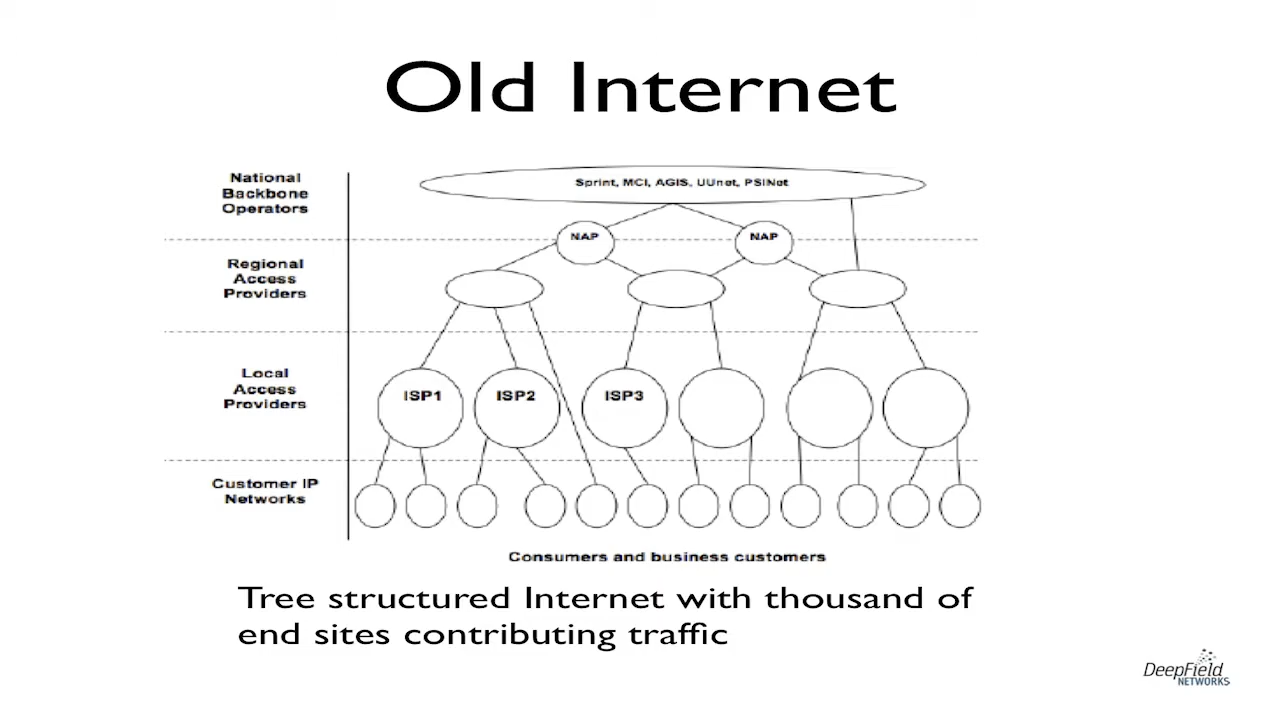 Old Internet
National
Backbone
Operators
Sprint, MCI, AGIS, UUnet, PSINet
NAP
NAP
Regional
Access
Providers
Local
Access
Providers
ISP1
ISP2
ISP3
Customer IP
Networks
Consumers and business customers
Tree structured Internet with thousand of
end sites contributing traffic
DeepField
NETWORKS